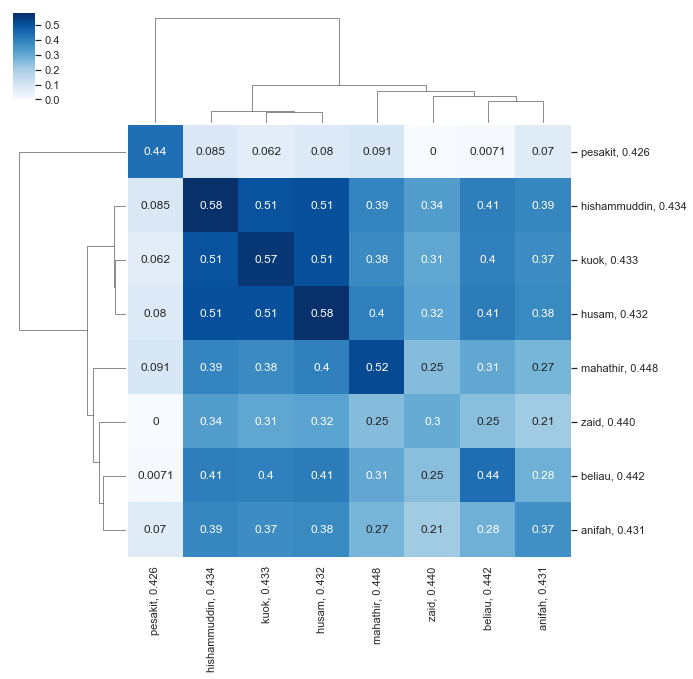 0.5
0.4
0.3
0.2
0.1
0.0
0.44 0.085 0.062 0.08 0.091 0 0.0071 0.07 pesakit, 0.426
0.085 0.58 0.51 0.51 0.39 0.34 0.41 0.39 hishammuddin, 0.434
0.062 0.51 0.57 0.51 0.38 0.31 0.4 0.37 kuok, 0.433
0.08 0.51 0.51 0.58 0.4 0.32 0.41 0.38 husam, 0.432
0.091 0.39 0.38 0.4 0.52 0.25 0.31 0.27 mahathir, 0.448
0 0.34 0.31 0.32 0.25 0.3 0.25 0.21 zaid, 0.440
0.0071 0.41 0.4 0.41 0.31 0.25 0.44 0.28 beliau, 0.442
0.07 0.39 0.37 0.38 0.27 0.21 0.28 0.37 anifah, 0.431
pesakit, 0.426
hishammuddin, 0.434
kuok, 0.433
husam, 0.432
mahathir, 0.448
zaid, 0.440
beliau, 0.442
anifah, 0.431